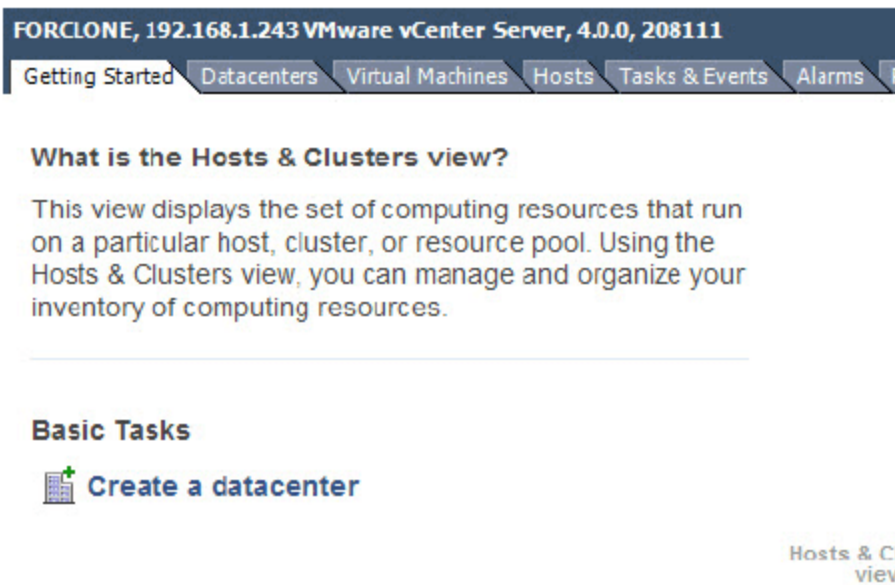 FORCLONE, 192.168.1.243 VMware vCenter Server, 4.0.0, 208111
Getting Started Datacenters Virtual Machines Hosts Tasks & Events Alarms
What is the Hosts & Clusters view?
This view displays the set of computing resources that run
on a particular host, cluster, or resource pool. Using the
Hosts & Clusters view, you can manage and organize your
inventory of computing resources.
Basic Tasks
Create a datacenter
Hosts & C